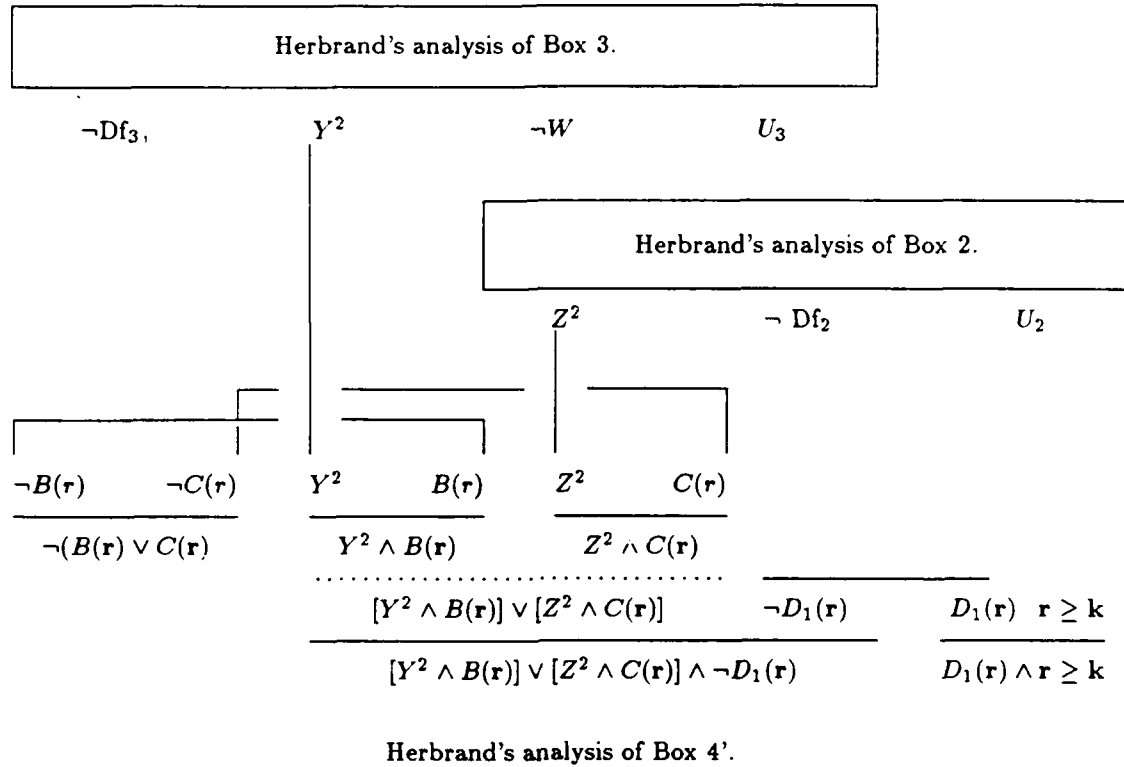 Herbrand's analysis of Box 3.
¬Df₃, Y² ¬W U₃
Herbrand's analysis of Box 2.
Z² ¬ Df₂ U₂
¬B(r) ¬C(r) Y² B(r) Z² C(r)
¬(B(r) ∨ C(r) Y² ∧ B(r) Z² ∧ C(r)
[Y² ∧ B(r)] ∨ [Z² ∧ C(r)] ¬D₁(r) D₁(r) r ≥ k
[Y² ∧ B(r)] ∨ [Z² ∧ C(r)] ∧ ¬D₁(r) D₁(r) ∧ r ≥ k
Herbrand's analysis of Box 4'.